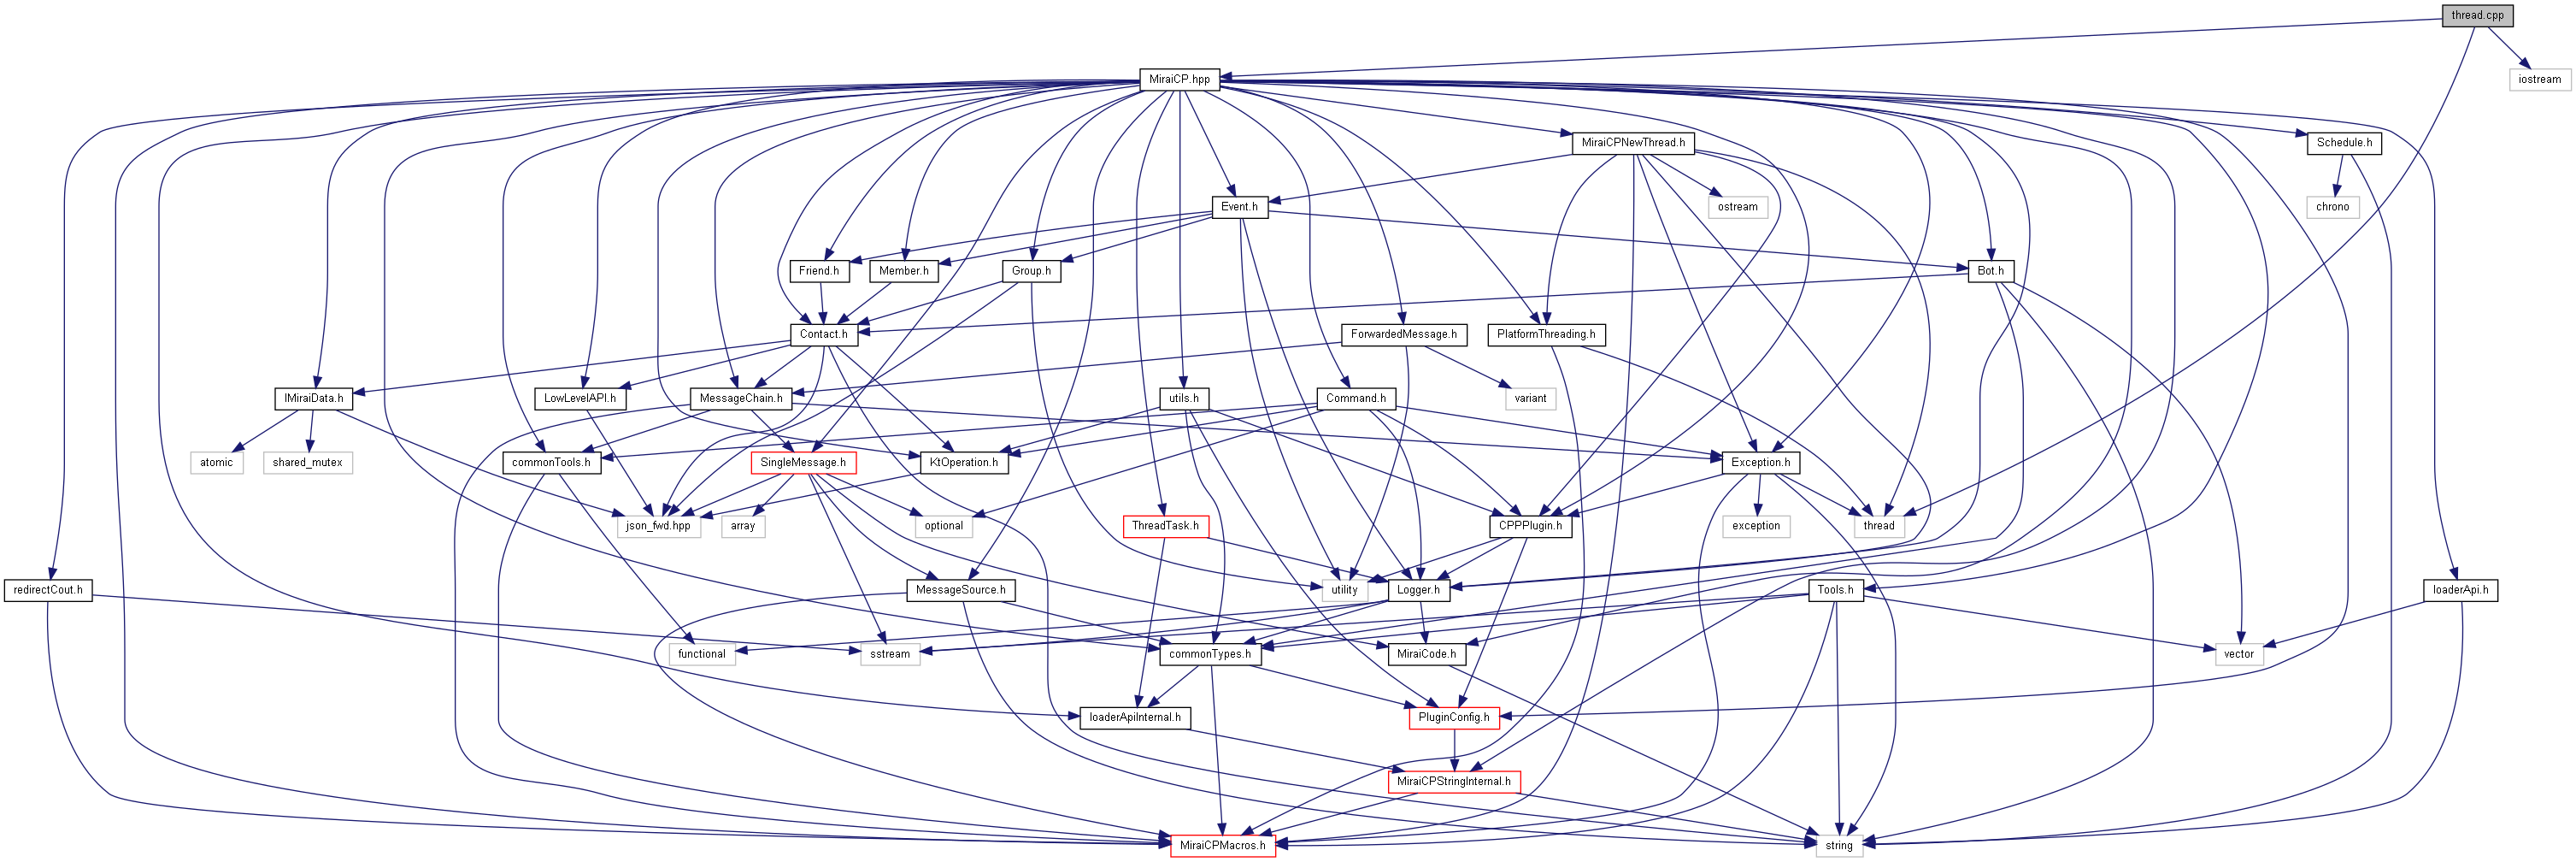 thread.cpp
MiraiCP.hpp
iostream
MiraiCPNewThread.h
Schedule.h
Event.h
ostream
chrono
Friend.h
Member.h
Group.h
Bot.h
Contact.h
ForwardedMessage.h
PlatformThreading.h
IMiraiData.h
LowLevelAPI.h
MessageChain.h
utils.h
Command.h
variant
atomic
shared_mutex
commonTools.h
SingleMessage.h
KtOperation.h
Exception.h
json_fwd.hpp
array
optional
ThreadTask.h
CPPPlugin.h
exception
thread
redirectCout.h
MessageSource.h
utility
Logger.h
Tools.h
loaderApi.h
functional
sstream
commonTypes.h
MiraiCode.h
vector
loaderApiInternal.h
PluginConfig.h
MiraiCPStringInternal.h
MiraiCPMacros.h
string